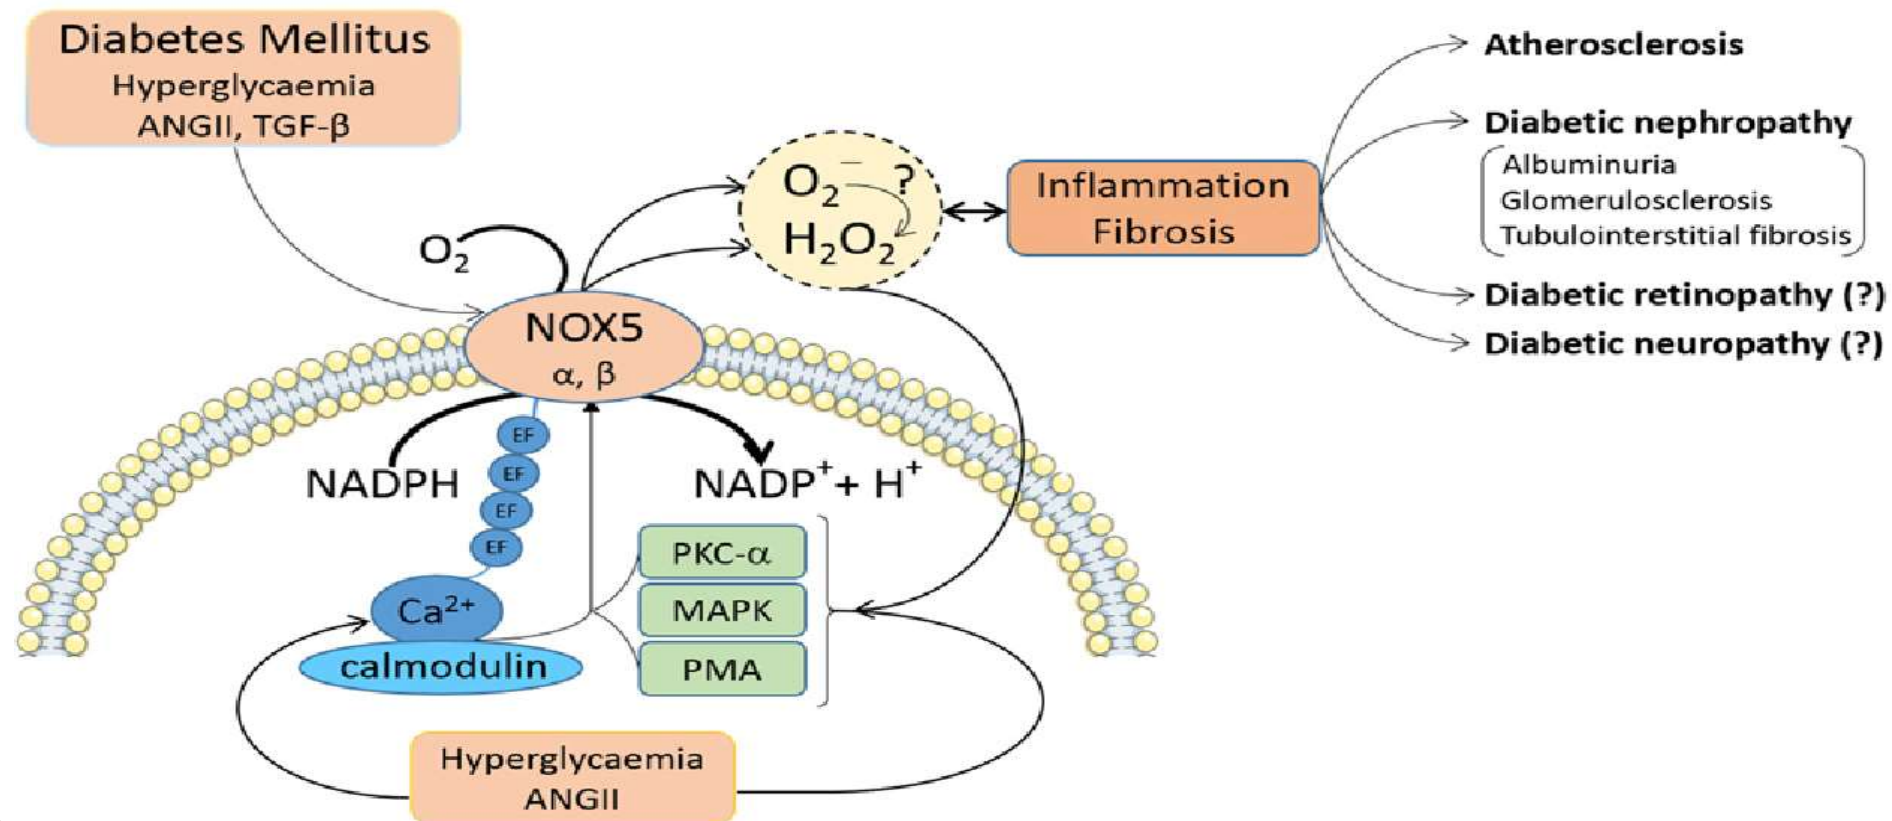 Diabetes Mellitus
Hyperglycaemia
ANGII, TGF-β
O₂
NOX5
α, β
O₂⁻ ?
H₂O₂
Inflammation
Fibrosis
Atherosclerosis
Diabetic nephropathy
Albuminuria
Glomerulosclerosis
Tubulointerstitial fibrosis
Diabetic retinopathy (?)
Diabetic neuropathy (?)
NADPH
NADP⁺ + H⁺
EF
EF
EF
EF
Ca²⁺
calmodulin
PKC-α
MAPK
PMA
Hyperglycaemia
ANGII